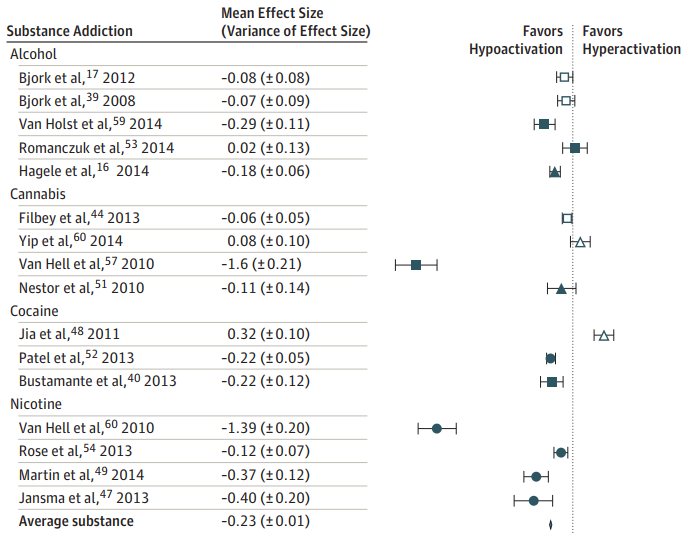 Substance Addiction Mean Effect Size (Variance of Effect Size) Favors Hypoactivation Favors Hyperactivation
Alcohol
Bjork et al,17 2012 -0.08 (±0.08)
Bjork et al,39 2008 -0.07 (±0.09)
Van Holst et al,59 2014 -0.29 (±0.11)
Romanczuk et al,53 2014 0.02 (±0.13)
Hagele et al,16 2014 -0.18 (±0.06)
Cannabis
Filbey et al,44 2013 -0.06 (±0.05)
Yip et al,60 2014 0.08 (±0.10)
Van Hell et al,57 2010 -1.6 (±0.21)
Nestor et al,51 2010 -0.11 (±0.14)
Cocaine
Jia et al,48 2011 0.32 (±0.10)
Patel et al,52 2013 -0.22 (±0.05)
Bustamante et al,40 2013 -0.22 (±0.12)
Nicotine
Van Hell et al,60 2010 -1.39 (±0.20)
Rose et al,54 2013 -0.12 (±0.07)
Martin et al,49 2014 -0.37 (±0.12)
Jansma et al,47 2013 -0.40 (±0.20)
Average substance -0.23 (±0.01)